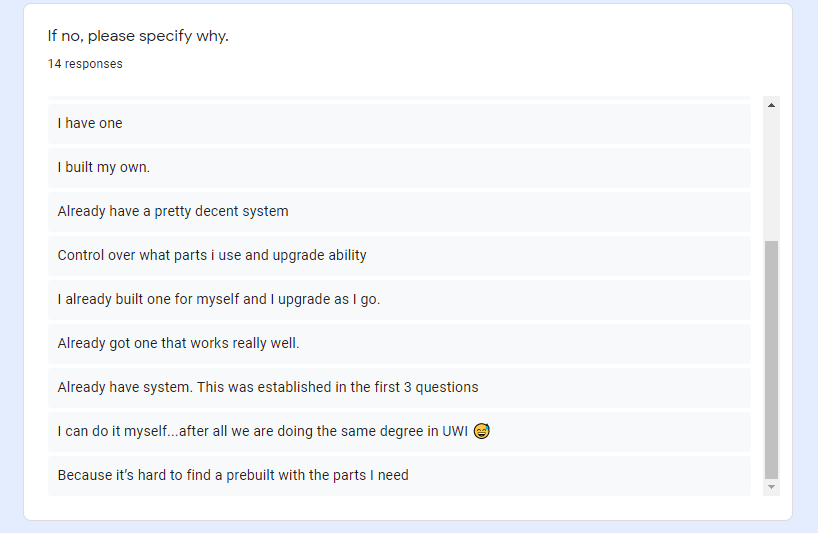 If no, please specify why.
14 responses
I have one
I built my own.
Already have a pretty decent system
Control over what parts i use and upgrade ability
I already built one for myself and I upgrade as I go.
Already got one that works really well.
Already have system. This was established in the first 3 questions
I can do it myself...after all we are doing the same degree in UWI 😅
Because it’s hard to find a prebuilt with the parts I need